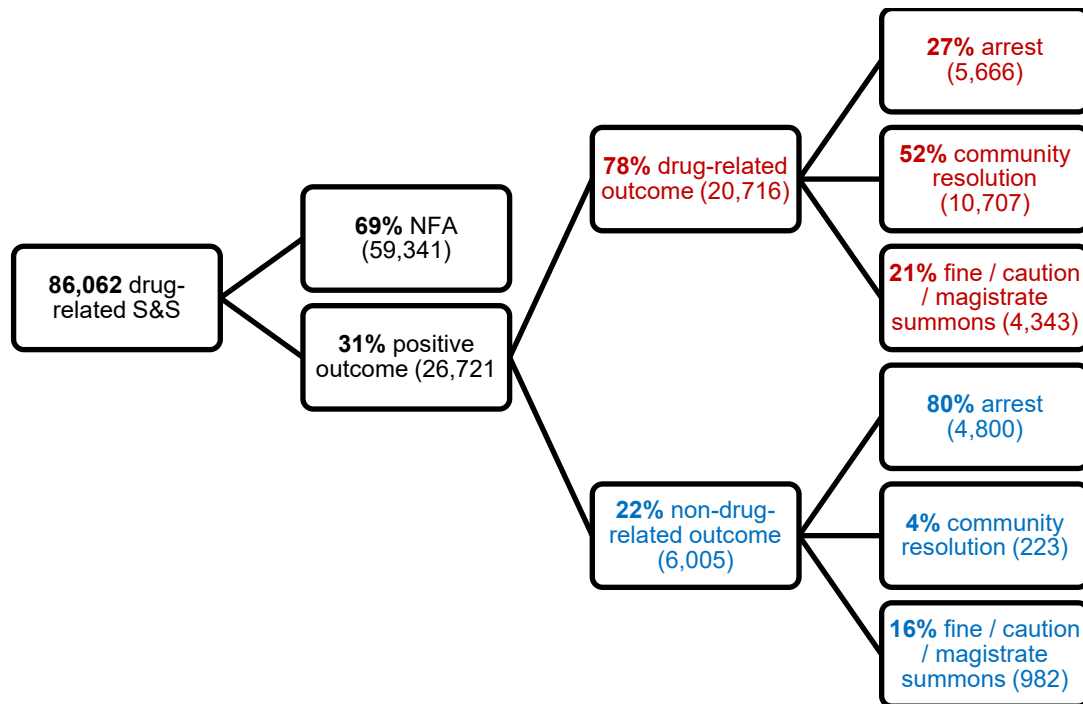 86,062 drug-
related S&S
69% NFA
(59,341)
31% positive
outcome (26,721
78% drug-related
outcome (20,716)
22% non-drug-
related outcome
(6,005)
27% arrest
(5,666)
52% community
resolution
(10,707)
21% fine / caution
/ magistrate
summons (4,343)
80% arrest
(4,800)
4% community
resolution (223)
16% fine / caution
/ magistrate
summons (982)